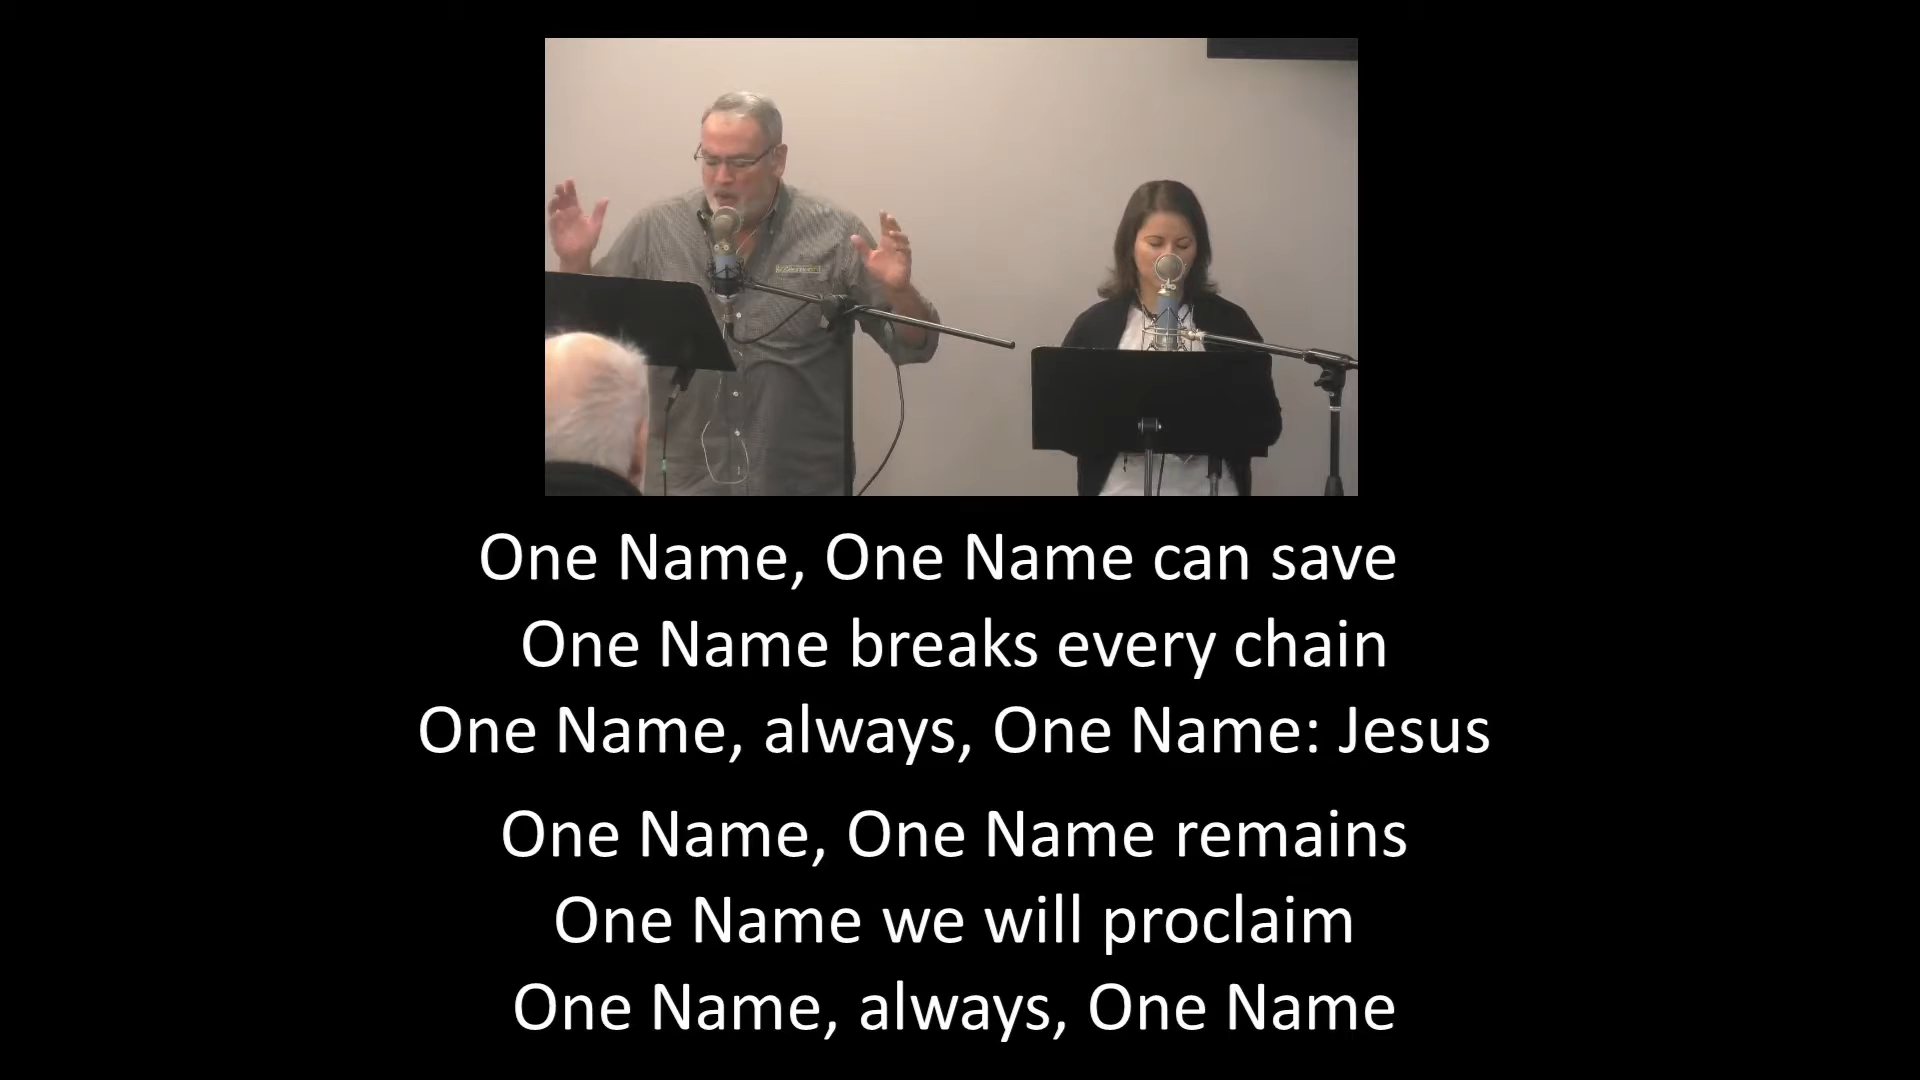 One Name, One Name can save
One Name breaks every chain
One Name, always, One Name: Jesus
One Name, One Name remains
One Name we will proclaim
One Name, always, One Name